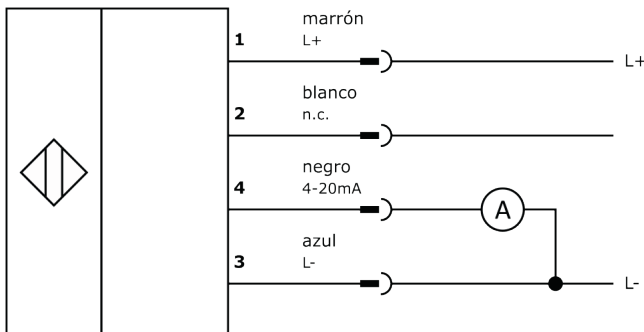 marrón
1 L+ L+
blanco
2 n.c.
negro
4 4-20mA
A
azul
3 L- L-